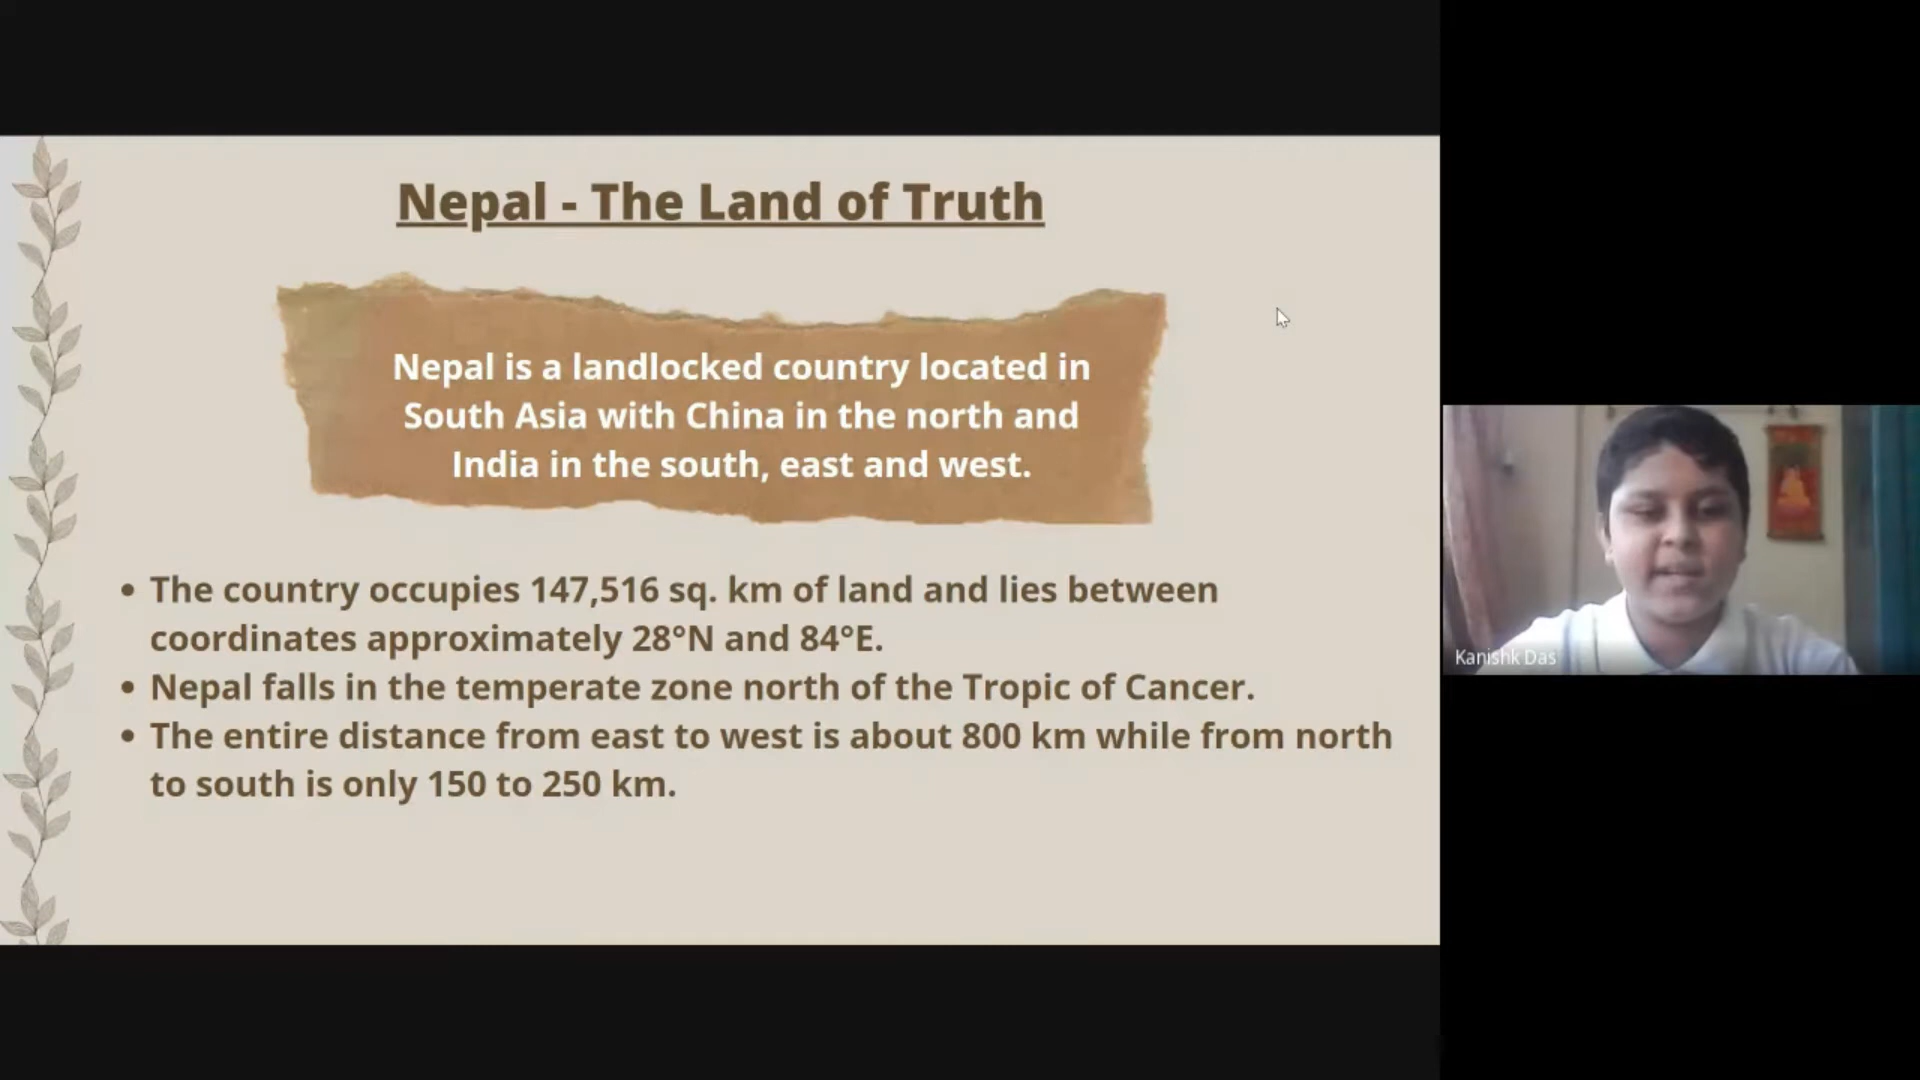 Nepal - The Land of Truth
Nepal is a landlocked country located in
South Asia with China in the north and
India in the south, east and west.
• The country occupies 147,516 sq. km of land and lies between
coordinates approximately 28°N and 84°E.
• Nepal falls in the temperate zone north of the Tropic of Cancer.
• The entire distance from east to west is about 800 km while from north
to south is only 150 to 250 km.
Kanishk Das